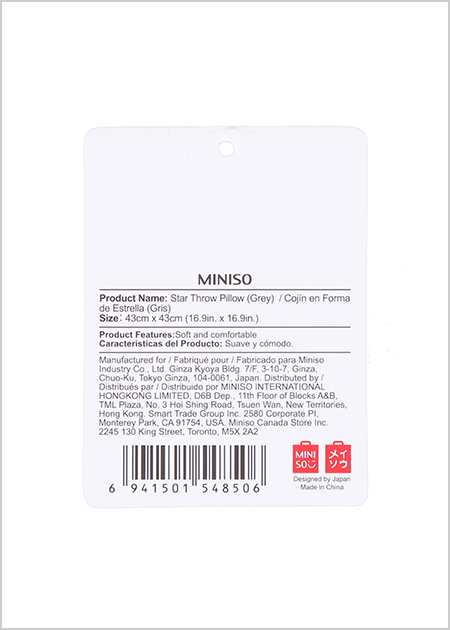 MINISO
Product Name: Star Throw Pillow (Grey) / Cojín en Forma
de Estrella (Gris)
Size: 43cm x 43cm (16.9in. x 16.9in.)
Product Features:Soft and comfortable
Características del Producto: Suave y cómodo.
Manufactured for / Fabriqué pour / Fabricado para Miniso
Industry Co., Ltd. Ginza Kyoya Bldg. 7/F, 3-10-7, Ginza,
Chuo-Ku, Tokyo Ginza, 104-0061, Japan. Distributed by /
Distribués par / Distribuido por / MINISO INTERNATIONAL
HONGKONG LIMITED, D6B Dep., 11th Floor of Blocks A&B,
TML Plaza, No. 3 Hoi Shing Road, Tsuen Wan, New Territories,
Hong Kong. Smart Trade Group Inc. 2580 Corporate Pl,
Monterey Park, CA 91754, USA. Miniso Canada Store Inc.
2245 130 King Street, Toronto, M5X 2A2
6 941501 548506
MINI
SO
メイ
ソウ
Designed by Japan
Made in China